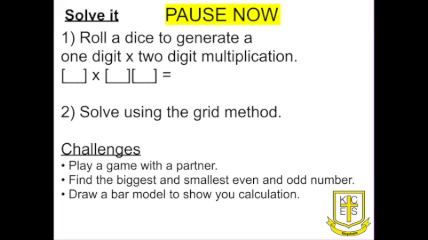 Solve it PAUSE NOW
1) Roll a dice to generate a
one digit x two digit multiplication.
[__] x [__][__] =
2) Solve using the grid method.
Challenges
• Play a game with a partner.
• Find the biggest and smallest even and odd number.
• Draw a bar model to show you calculation.
K C
E S